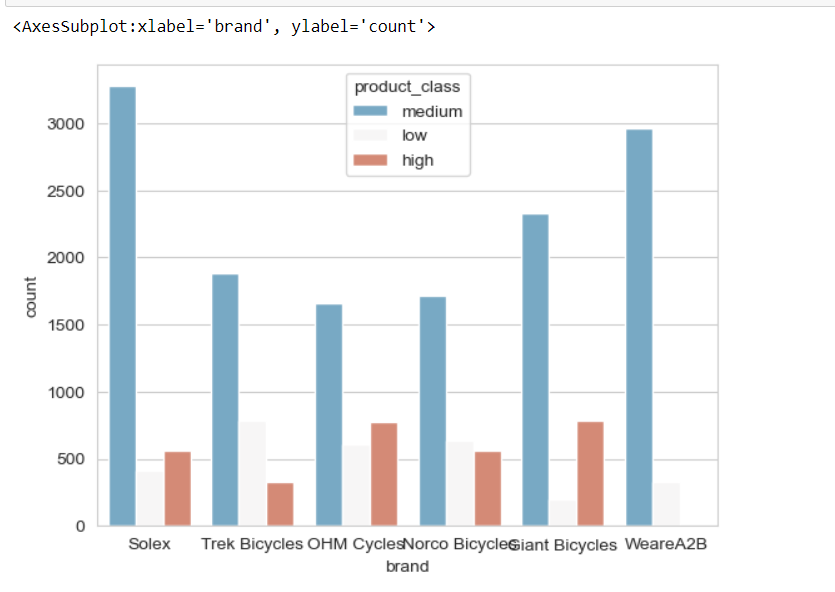 <AxesSubplot:xlabel='brand', ylabel='count'>
product_class
medium
low
high
3000
2500
2000
1500
1000
500
0
count
Solex Trek Bicycles OHM Cycles Norco Bicycles Giant Bicycles WeareA2B
brand